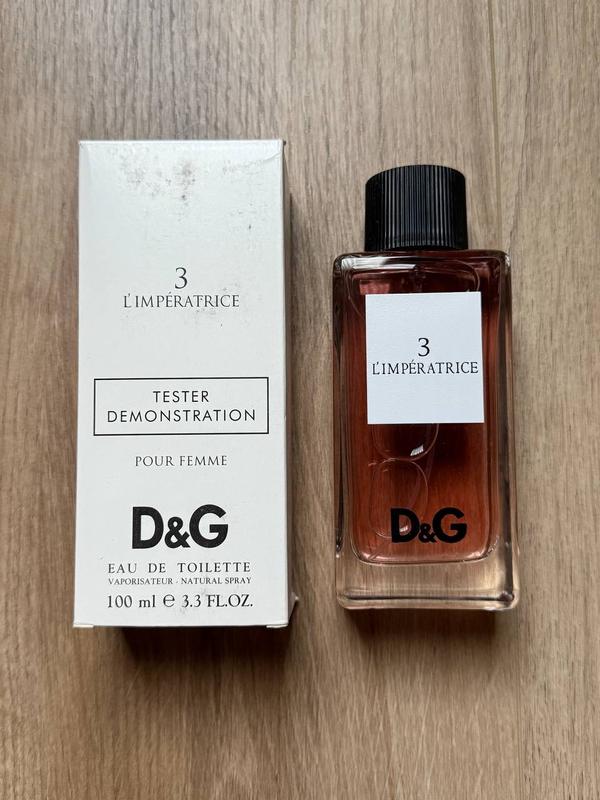 3
L'IMPÉRATRICE
TESTER
DEMONSTRATION
POUR FEMME
D&G
EAU DE TOILETTE
VAPORISATEUR · NATURAL SPRAY
100 ml ℮ 3.3 FL.OZ.
3
L'IMPÉRATRICE
D&G